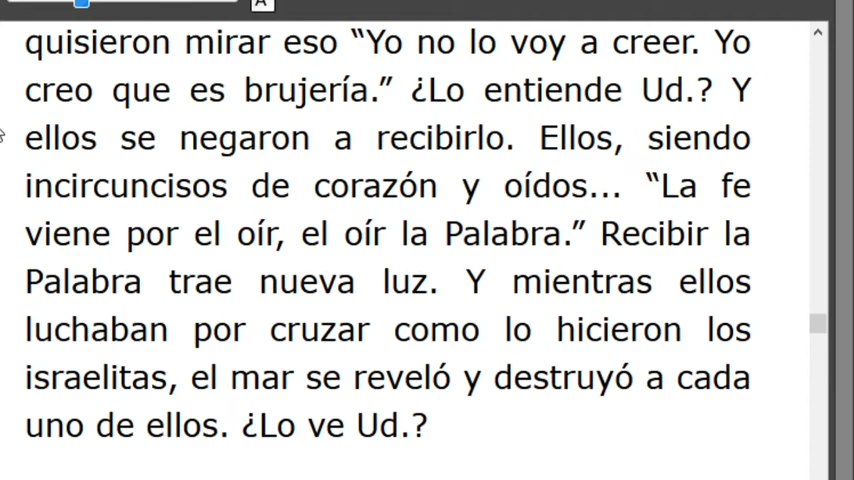 A
quisieron mirar eso “Yo no lo voy a creer. Yo
creo que es brujería.” ¿Lo entiende Ud.? Y
ellos se negaron a recibirlo. Ellos, siendo
incircuncisos de corazón y oídos... “La fe
viene por el oír, el oír la Palabra.” Recibir la
Palabra trae nueva luz. Y mientras ellos
luchaban por cruzar como lo hicieron los
israelitas, el mar se reveló y destruyó a cada
uno de ellos. ¿Lo ve Ud.?